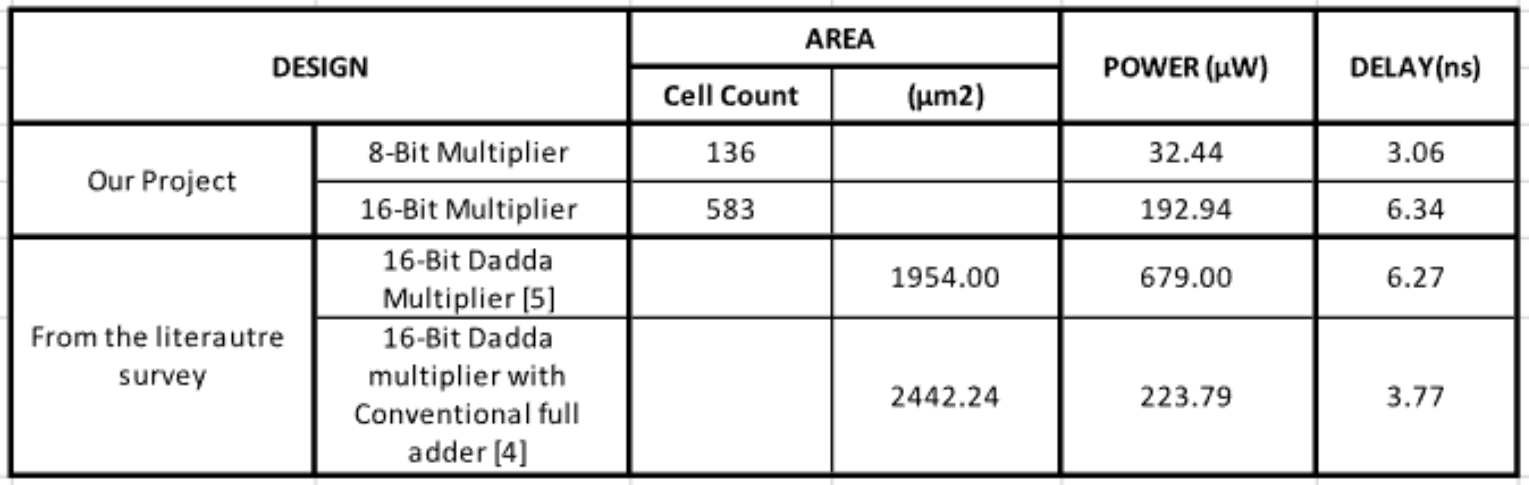 DESIGN
AREA
POWER (µW)
DELAY(ns)
Cell Count
(µm2)
Our Project
8-Bit Multiplier
136
32.44
3.06
16-Bit Multiplier
583
192.94
6.34
From the literautre
survey
16-Bit Dadda
Multiplier [5]
1954.00
679.00
6.27
16-Bit Dadda
multiplier with
Conventional full
adder [4]
2442.24
223.79
3.77